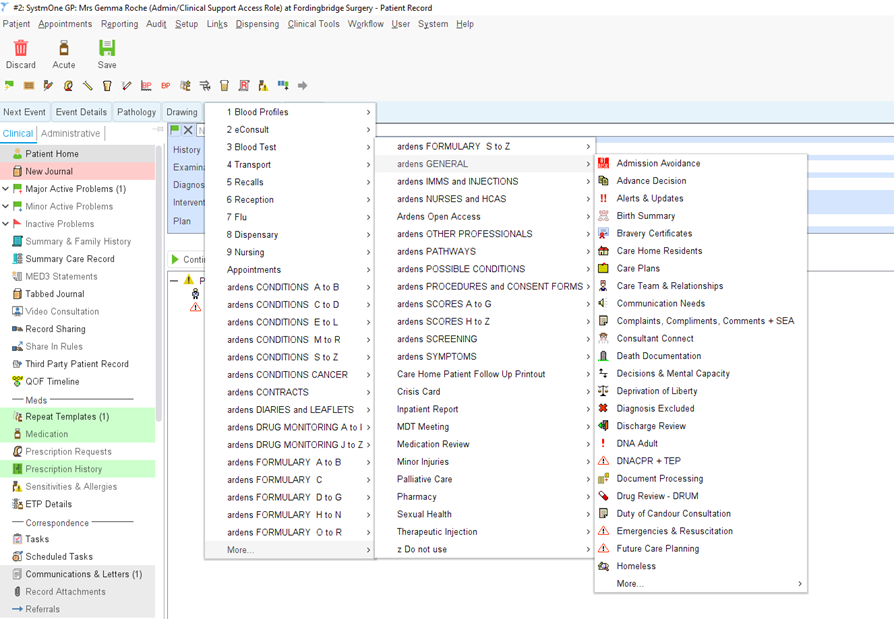 #2: SystmOne GP: Mrs Gemma Roche (Admin/Clinical Support Access Role) at Fordingbridge Surgery - Patient Record
Patient Appointments Reporting Audit Setup Links Dispensing Clinical Tools Workflow User System Help
Discard Acute Save
Next Event Event Details Pathology Drawing
Clinical Administrative
Patient Home
New Journal
Major Active Problems (1)
Minor Active Problems
Inactive Problems
Summary & Family History
Summary Care Record
MED3 Statements
Tabbed Journal
Video Consultation
Record Sharing
Share In Rules
Third Party Patient Record
QOF Timeline
Meds
Repeat Templates (1)
Medication
Prescription Requests
Prescription History
Sensitivities & Allergies
ETP Details
Correspondence
Tasks
Scheduled Tasks
Communications & Letters (1)
Record Attachments
Referrals
History
Examina
Diagnos
Intervent
Plan
Contin
1 Blood Profiles
2 eConsult
3 Blood Test
4 Transport
5 Recalls
6 Reception
7 Flu
8 Dispensary
9 Nursing
Appointments
ardens CONDITIONS A to B
ardens CONDITIONS C to D
ardens CONDITIONS E to L
ardens CONDITIONS M to R
ardens CONDITIONS S to Z
ardens CONDITIONS CANCER
ardens CONTRACTS
ardens DIARIES and LEAFLETS
ardens DRUG MONITORING A to I
ardens DRUG MONITORING J to Z
ardens FORMULARY A to B
ardens FORMULARY C
ardens FORMULARY D to G
ardens FORMULARY H to N
ardens FORMULARY O to R
More...
ardens FORMULARY S to Z
ardens GENERAL
ardens IMMS and INJECTIONS
ardens NURSES and HCAS
Ardens Open Access
ardens OTHER PROFESSIONALS
ardens PATHWAYS
ardens POSSIBLE CONDITIONS
ardens PROCEDURES and CONSENT FORMS
ardens SCORES A to G
ardens SCORES H to Z
ardens SCREENING
ardens SYMPTOMS
Care Home Patient Follow Up Printout
Crisis Card
Inpatient Report
MDT Meeting
Medication Review
Minor Injuries
Palliative Care
Pharmacy
Sexual Health
Therapeutic Injection
z Do not use
Admission Avoidance
Advance Decision
Alerts & Updates
Birth Summary
Bravery Certificates
Care Home Residents
Care Plans
Care Team & Relationships
Communication Needs
Complaints, Compliments, Comments + SEA
Consultant Connect
Death Documentation
Decisions & Mental Capacity
Deprivation of Liberty
Diagnosis Excluded
Discharge Review
DNA Adult
DNACPR + TEP
Document Processing
Drug Review - DRUM
Duty of Candour Consultation
Emergencies & Resuscitation
Future Care Planning
Homeless
More...